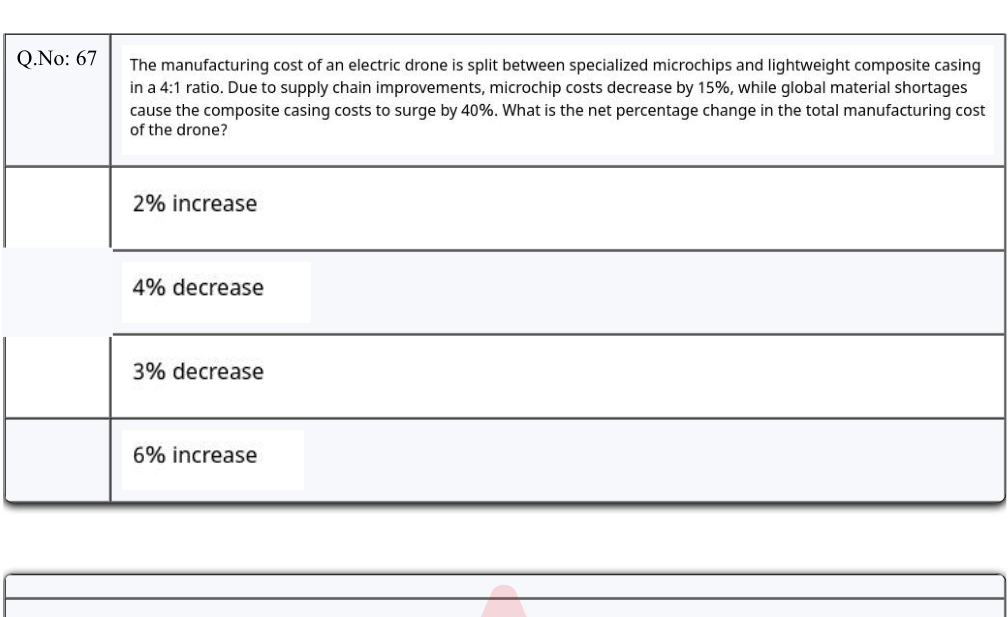 Q.No: 67
The manufacturing cost of an electric drone is split between specialized microchips and lightweight composite casing
in a 4:1 ratio. Due to supply chain improvements, microchip costs decrease by 15%, while global material shortages
cause the composite casing costs to surge by 40%. What is the net percentage change in the total manufacturing cost
of the drone?
2% increase
4% decrease
3% decrease
6% increase